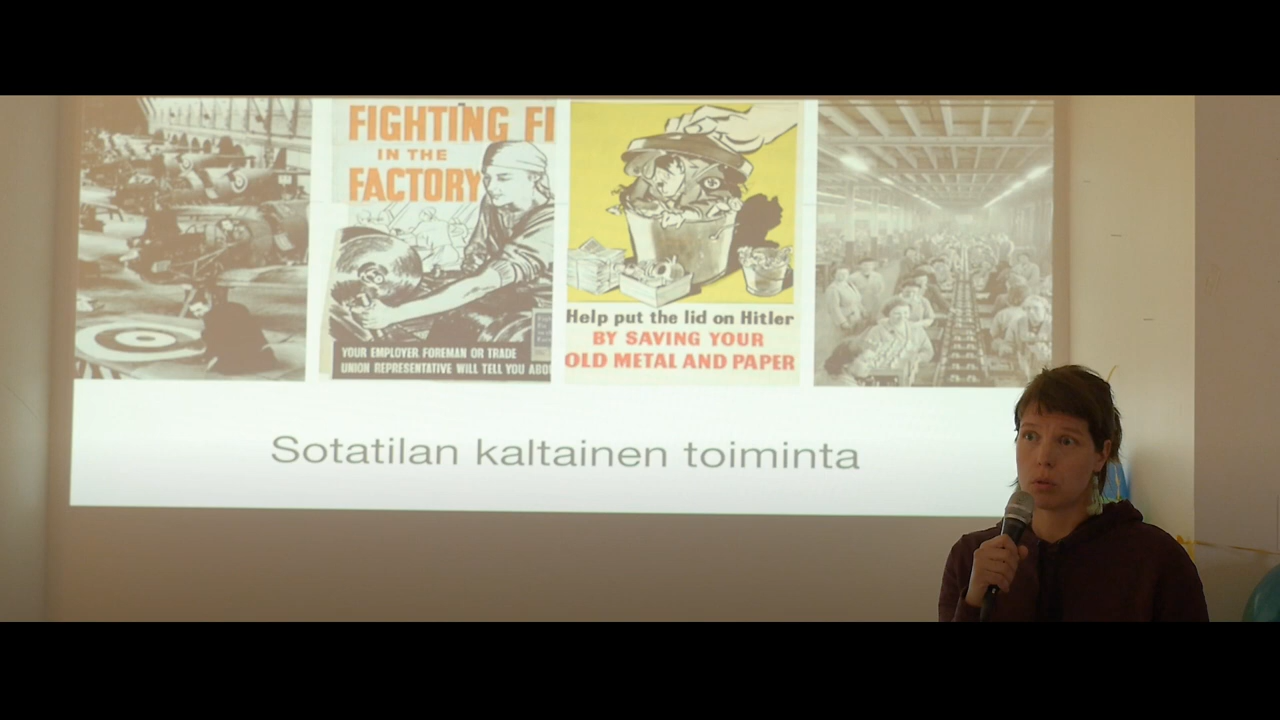 FIGHTING FI
IN THE
FACTORY
YOUR EMPLOYER FOREMAN OR TRADE
UNION REPRESENTATIVE WILL TELL YOU ABO
Help put the lid on Hitler
BY SAVING YOUR
OLD METAL AND PAPER
Sotatilan kaltainen toiminta